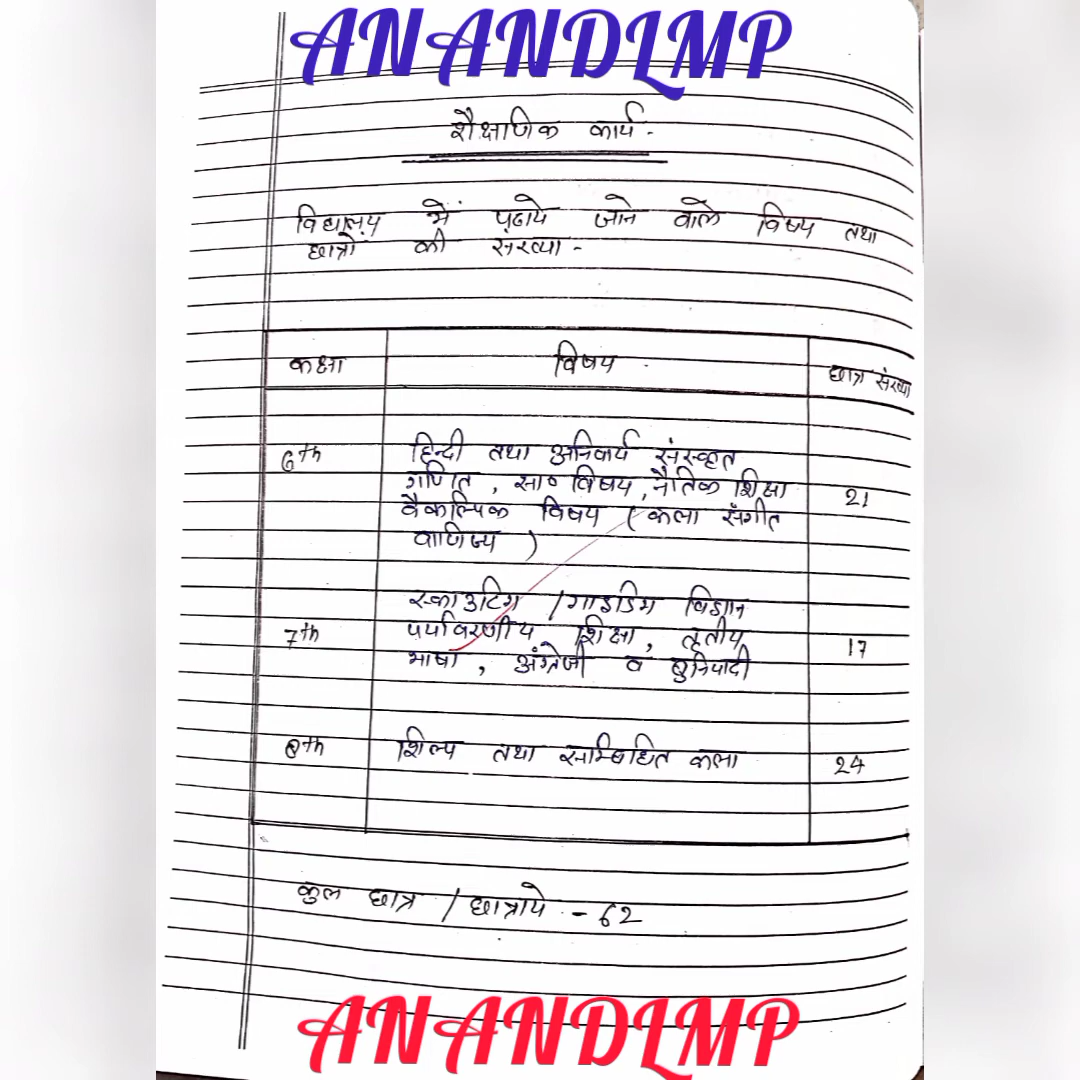 ANANDLMP
शैक्षणिक कार्य -
विद्यालय में पढाये जाने वाले विषय तथा
छात्रों की संख्या -
कक्षा विषय छात्र संख्या
6th हिन्दी तथा अनिवार्य संस्कृत
गणित, सा० विषय, नैतिक शिक्षा 21
वैकल्पिक विषय (कला संगीत
वाणिज्य)
स्काउटिंग / गाइडिंग विज्ञान
7th पर्यावरणीय शिक्षा, तृतीय 17
भाषा, अंग्रेजी व बुनियादी
8th शिल्प तथा सम्बिधित कला 24
कुल छात्र / छात्राये - 62
ANANDLMP